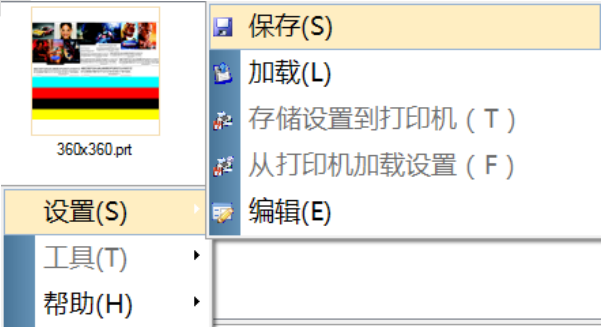 360x360.prt
设置(S)
工具(T)
帮助(H)
保存(S)
加载(L)
存储设置到打印机（T）
从打印机加载设置（F）
编辑(E)